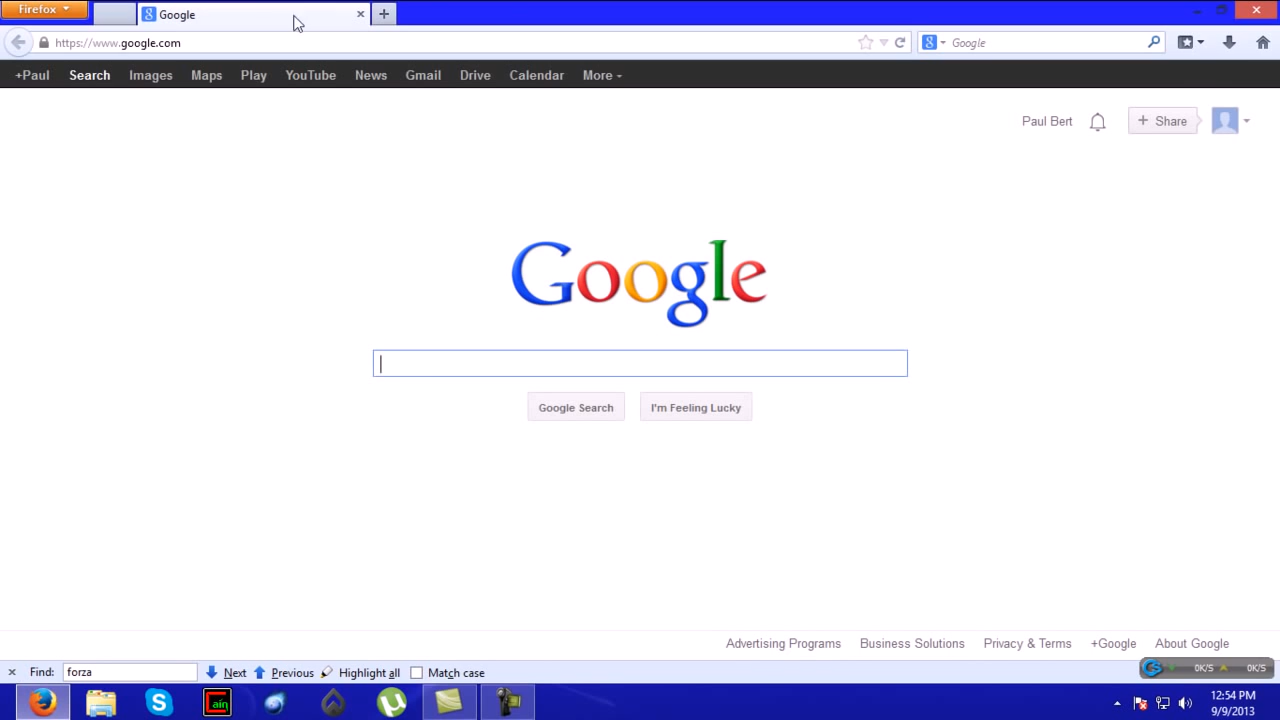 Firefox
Google
https://www.google.com
Google
+Paul Search Images Maps Play YouTube News Gmail Drive Calendar More
Paul Bert
+ Share
Google
Google Search
I'm Feeling Lucky
Advertising Programs Business Solutions Privacy & Terms +Google About Google
Find: forza Next Previous Highlight all Match case
0K/S 0K/S
Cain
12:54 PM
9/9/2013